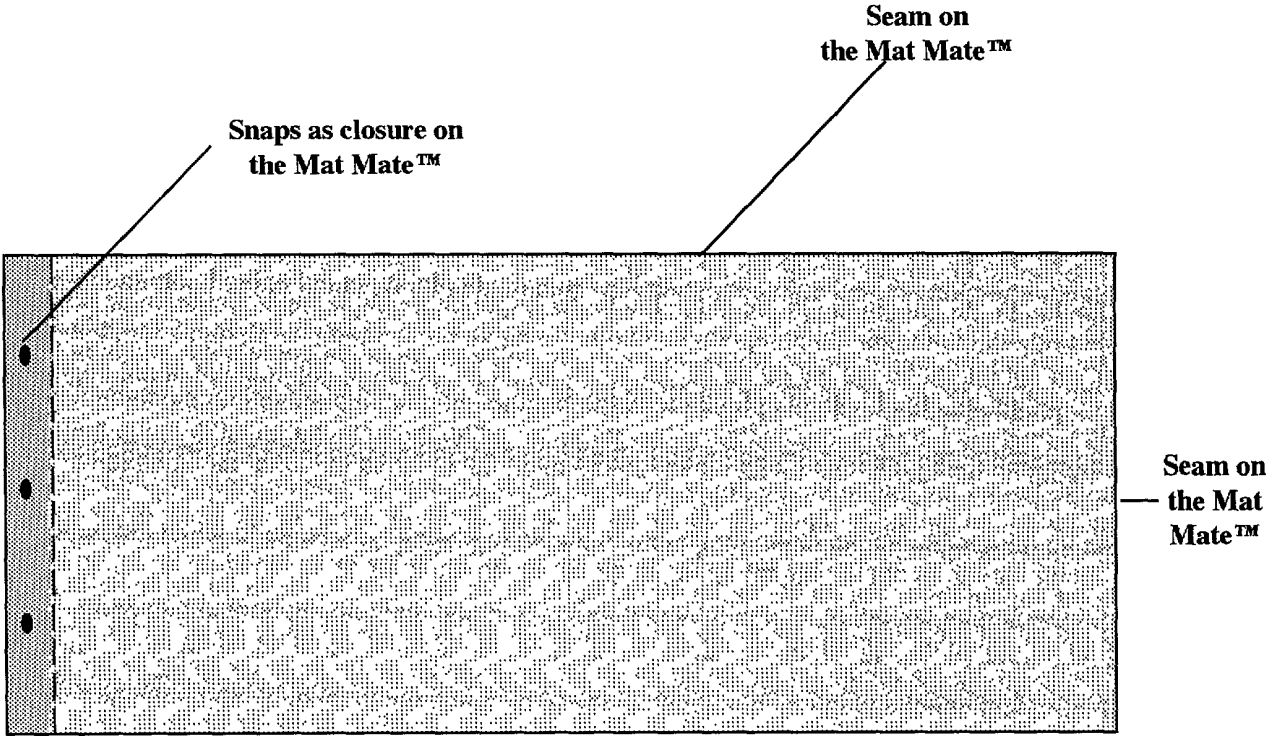 Seam on
the Mat Mate™
Snaps as closure on
the Mat Mate™
Seam on
the Mat
Mate™